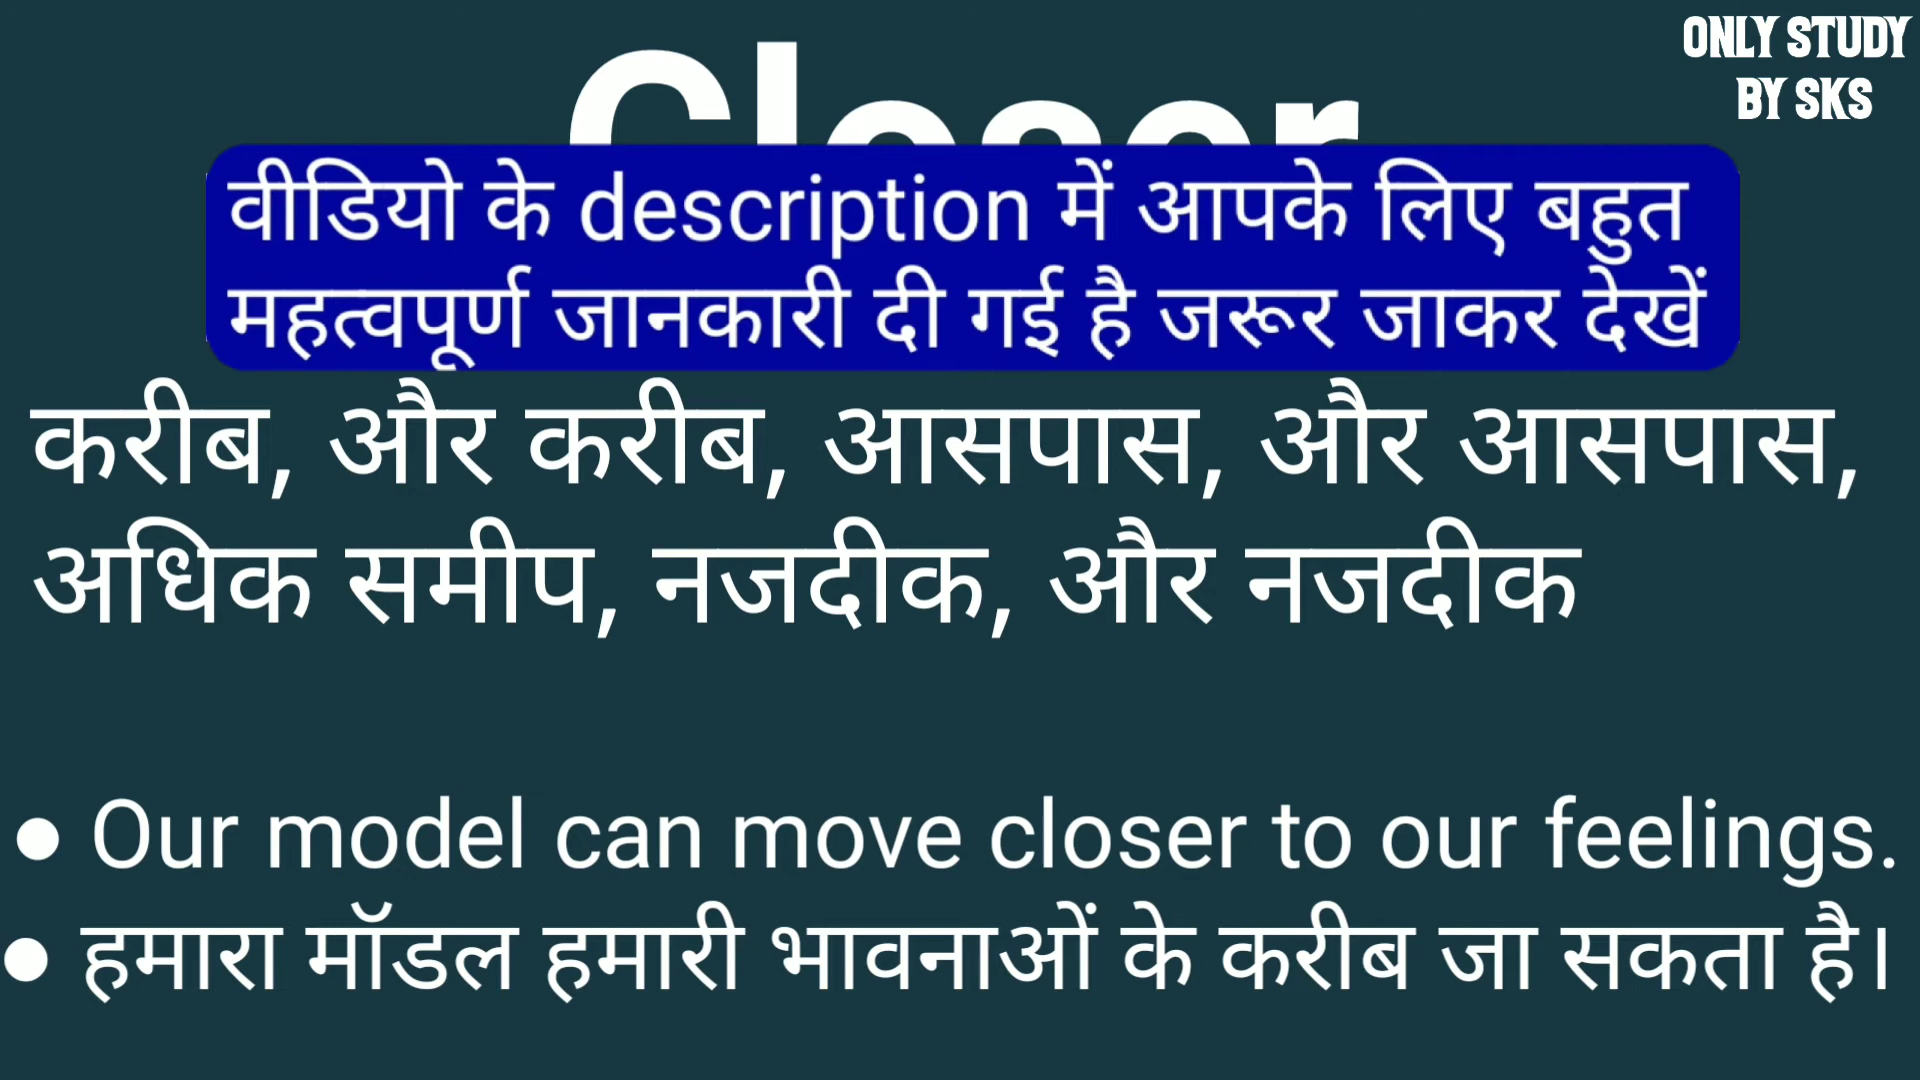 Closer
ONLY STUDY
BY SKS
वीडियो के description में आपके लिए बहुत
महत्वपूर्ण जानकारी दी गई है जरूर जाकर देखें
करीब, और करीब, आसपास, और आसपास,
अधिक समीप, नजदीक, और नजदीक
● Our model can move closer to our feelings.
● हमारा मॉडल हमारी भावनाओं के करीब जा सकता है।